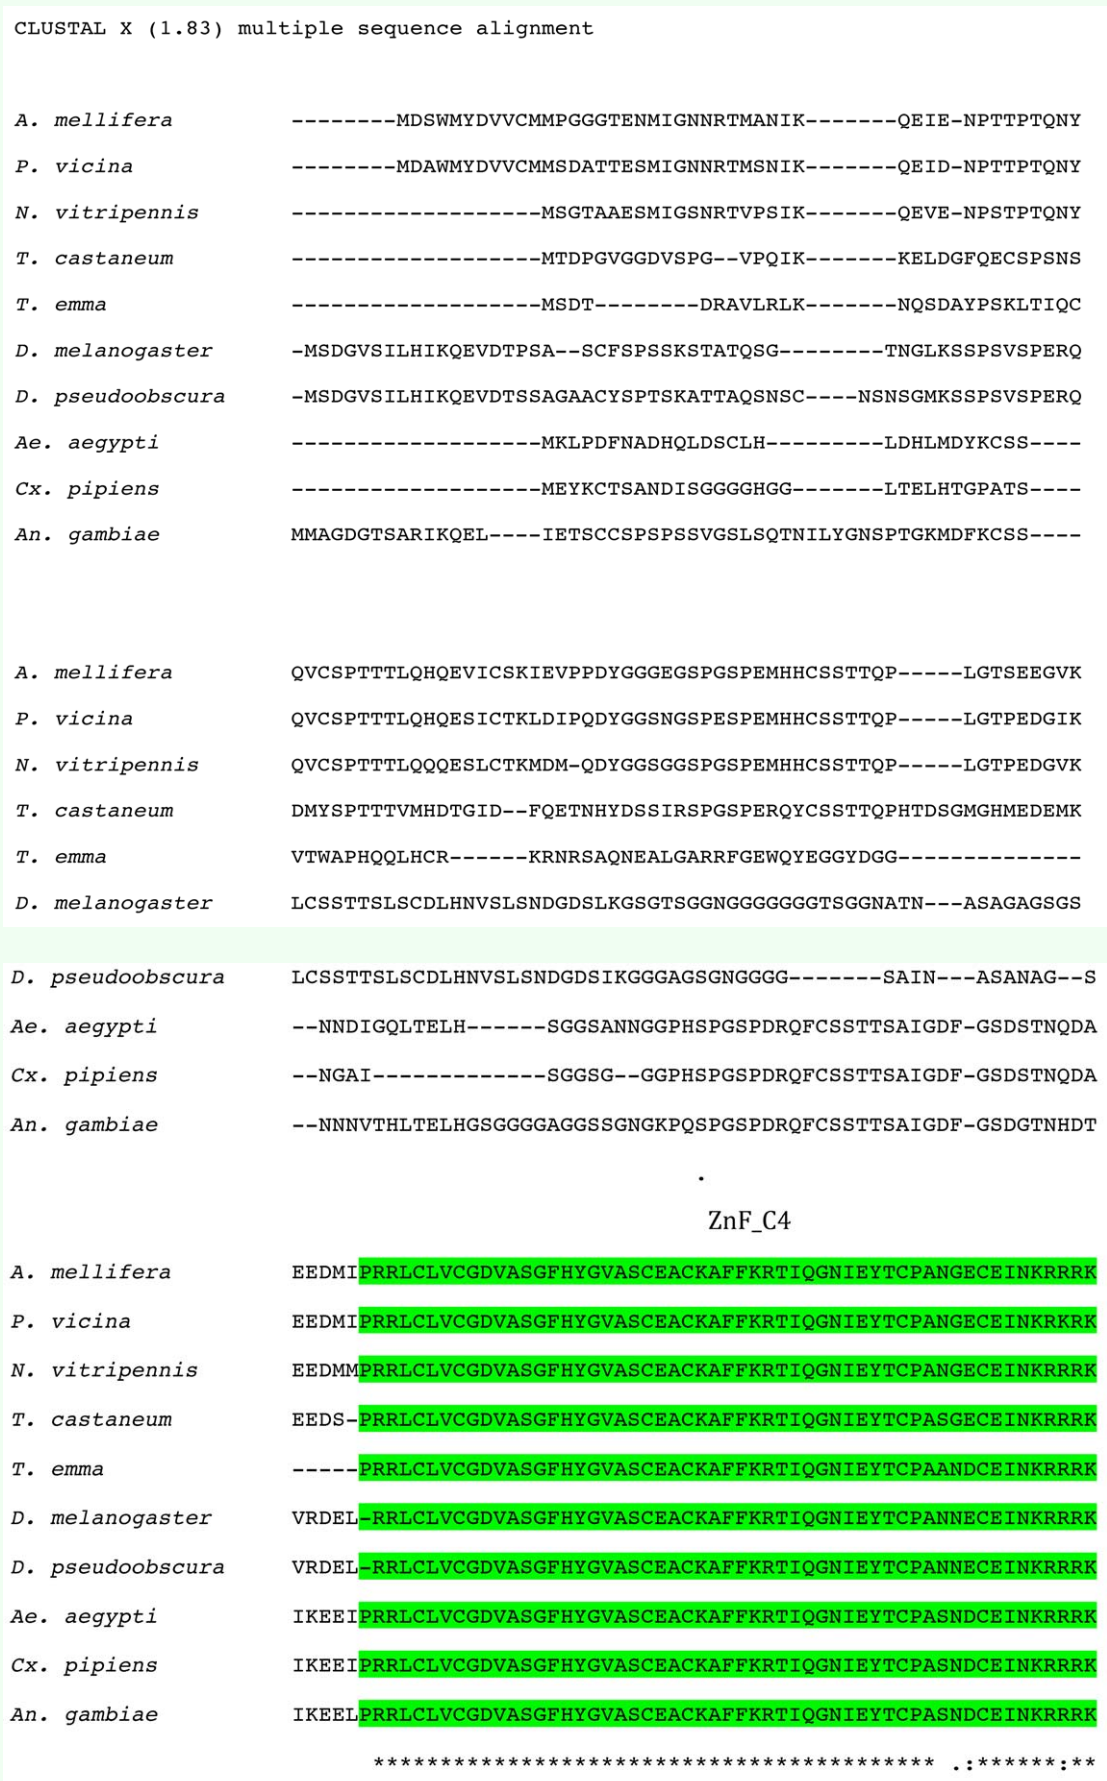 CLUSTAL X (1.83) multiple sequence alignment
A. mellifera --------MDSWMYDVVCMMPGGGTENMIGNNRTMANIK-------QEIE-NPTTPTQNY
P. vicina --------MDAWMYDVVCMMSDATTESMIGNNRTMSNIK-------QEID-NPTTPTQNY
N. vitripennis -------------------MSGTAAESMIGSNRTVPSIK-------QEVE-NPSTPTQNY
T. castaneum -------------------MTDPGVGGDVSPG--VPQIK-------KELDGFQECSPSNS
T. emma -------------------MSDT--------DRAVLRLK-------NQSDAYPSKLTIQC
D. melanogaster -MSDGVSILHIKQEVDTPSA--SCFSPSSKSTATQSG--------TNGLKSSPSVSPERQ
D. pseudoobscura -MSDGVSILHIKQEVDTSSAGAACYSPTSKATTAQSNSC----NSNSGMKSSPSVSPERQ
Ae. aegypti -------------------MKLPDFNADHQLDSCLH---------LDHLMDYKCSS----
Cx. pipiens -------------------MEYKCTSANDISGGGGHGG-------LTELHTGPATS----
An. gambiae MMAGDGTSARIKQEL----IETSCCSPSPSSVGSLSQTNILYGNSPTGKMDFKCSS----
A. mellifera QVCSPTTTLQHQEVICSKIEVPPDYGGGEGSPGSPEMHHCSSTTQP-----LGTSEEGVK
P. vicina QVCSPTTTLQHQESICTKLDIPQDYGGSNGSPESPEMHHCSSTTQP-----LGTPEDGIK
N. vitripennis QVCSPTTTLQQQESLCTKMDM-QDYGGSGGSPGSPEMHHCSSTTQP-----LGTPEDGVK
T. castaneum DMYSPTTTVMHDTGID--FQETNHYDSSIRSPGSPERQYCSSTTQPHTDSGMGHMEDEMK
T. emma VTWAPHQQLHCR------KRNRSAQNEALGARRFGEWQYEGGYDGG--------------
D. melanogaster LCSSTTSLSCDLHNVSLSNDGDSLKGSGTSGGNGGGGGGGTSGGNATN---ASAGAGSGS
D. pseudoobscura LCSSTTSLSCDLHNVSLSNDGDSIKGGGAGSGNGGGG-------SAIN---ASANAG--S
Ae. aegypti --NNDIGQLTELH------SGGSANNGGPHSPGSPDRQFCSSTTSAIGDF-GSDSTNQDA
Cx. pipiens --NGAI-------------SGGSG--GGPHSPGSPDRQFCSSTTSAIGDF-GSDSTNQDA
An. gambiae --NNNVTHLTELHGSGGGGAGGSSGNGKPQSPGSPDRQFCSSTTSAIGDF-GSDGTNHDT
.
ZnF_C4
A. mellifera EEDMIPRRLCLVCGDVASGFHYGVASCEACKAFFKRTIQGNIEYTCPANGECEINKRRRK
P. vicina EEDMIPRRLCLVCGDVASGFHYGVASCEACKAFFKRTIQGNIEYTCPANGECEINKRKRK
N. vitripennis EEDMMPRRLCLVCGDVASGFHYGVASCEACKAFFKRTIQGNIEYTCPANGECEINKRRRK
T. castaneum EEDS-PRRLCLVCGDVASGFHYGVASCEACKAFFKRTIQGNIEYTCPASGECEINKRRRK
T. emma -----PRRLCLVCGDVASGFHYGVASCEACKAFFKRTIQGNIEYTCPAANDCEINKRRRK
D. melanogaster VRDEL-RRLCLVCGDVASGFHYGVASCEACKAFFKRTIQGNIEYTCPANNECEINKRRRK
D. pseudoobscura VRDEL-RRLCLVCGDVASGFHYGVASCEACKAFFKRTIQGNIEYTCPANNECEINKRRRK
Ae. aegypti IKEEIPRRLCLVCGDVASGFHYGVASCEACKAFFKRTIQGNIEYTCPASNDCEINKRRRK
Cx. pipiens IKEEIPRRLCLVCGDVASGFHYGVASCEACKAFFKRTIQGNIEYTCPASNDCEINKRRRK
An. gambiae IKEELPRRLCLVCGDVASGFHYGVASCEACKAFFKRTIQGNIEYTCPASNDCEINKRRRK
****************************************** .:******:**